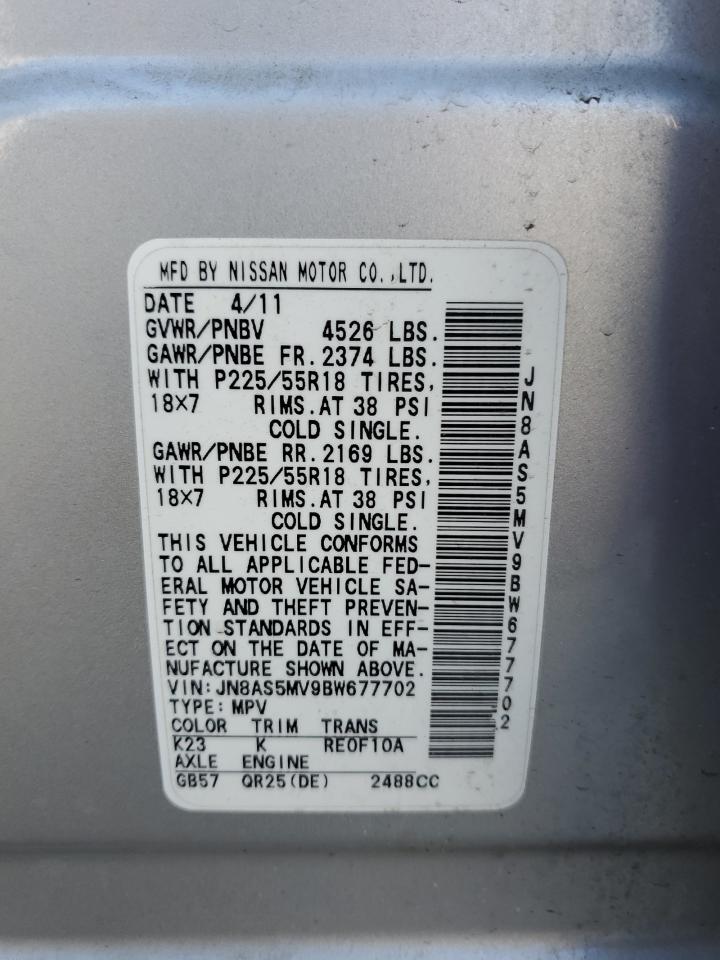 MFD BY NISSAN MOTOR CO.,LTD.
DATE 4/11
GVWR/PNBV 4526 LBS.
GAWR/PNBE FR. 2374 LBS.
WITH P225/55R18 TIRES,
18X7 RIMS. AT 38 PSI
COLD SINGLE.
GAWR/PNBE RR. 2169 LBS.
WITH P225/55R18 TIRES,
18X7 RIMS. AT 38 PSI
COLD SINGLE.
THIS VEHICLE CONFORMS
TO ALL APPLICABLE FED-
ERAL MOTOR VEHICLE SA-
FETY AND THEFT PREVEN-
TION STANDARDS IN EFF-
ECT ON THE DATE OF MA-
NUFACTURE SHOWN ABOVE.
VIN: JN8AS5MV9BW677702
TYPE: MPV
COLOR TRIM TRANS
K23 K RE0F10A
AXLE ENGINE
GB57 QR25(DE) 2488CC
JN8AS5MV9BW677702